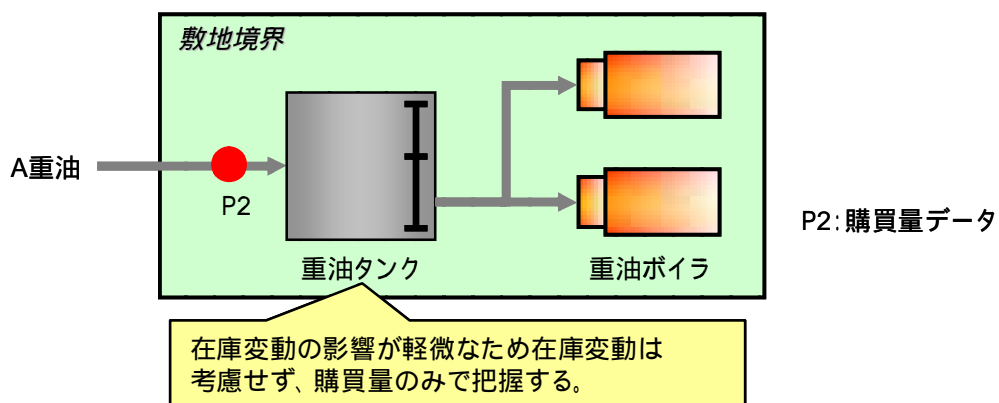 敷地境界
A重油
P2
P2:購買量データ
重油タンク
重油ボイラ
在庫変動の影響が軽微なため在庫変動は
考慮せず、購買量のみで把握する。